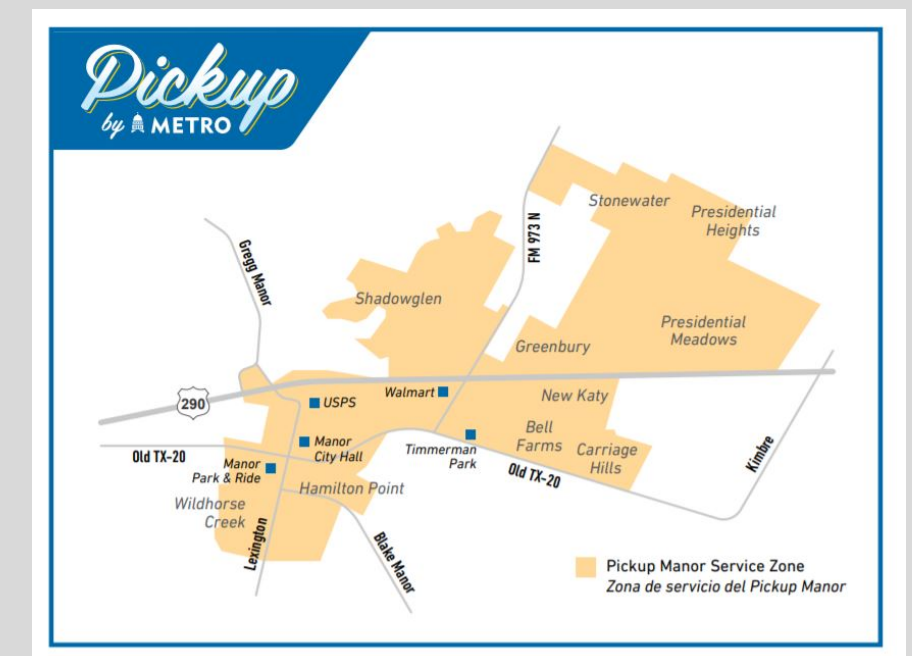 Pickup
by METRO
Stonewater
Presidential
Heights
FM 973 N
Gregg Manor
Shadowglen
Presidential
Meadows
Greenbury
290
Walmart
New Katy
USPS
Bell
Farms
Manor
City Hall
Timmerman
Park
Carriage
Hills
Old TX-20
Manor
Park & Ride
Old TX-20
Kimbre
Hamilton Point
Wildhorse
Creek
Lexington
Blake Manor
Pickup Manor Service Zone
Zona de servicio del Pickup Manor